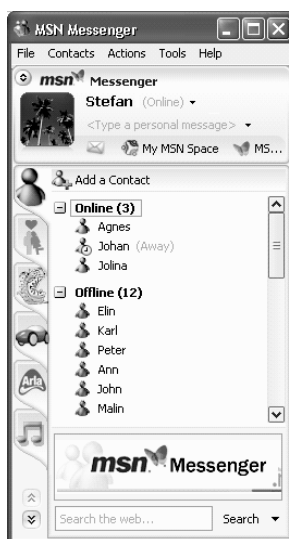 MSN Messenger
File Contacts Actions Tools Help
msn Messenger
Stefan (Online)
<Type a personal message>
My MSN Space MS...
Add a Contact
Online (3)
Agnes
Johan (Away)
Jolina
Offline (12)
Elin
Karl
Peter
Ann
John
Malin
Arla
msn Messenger
Search the web... Search